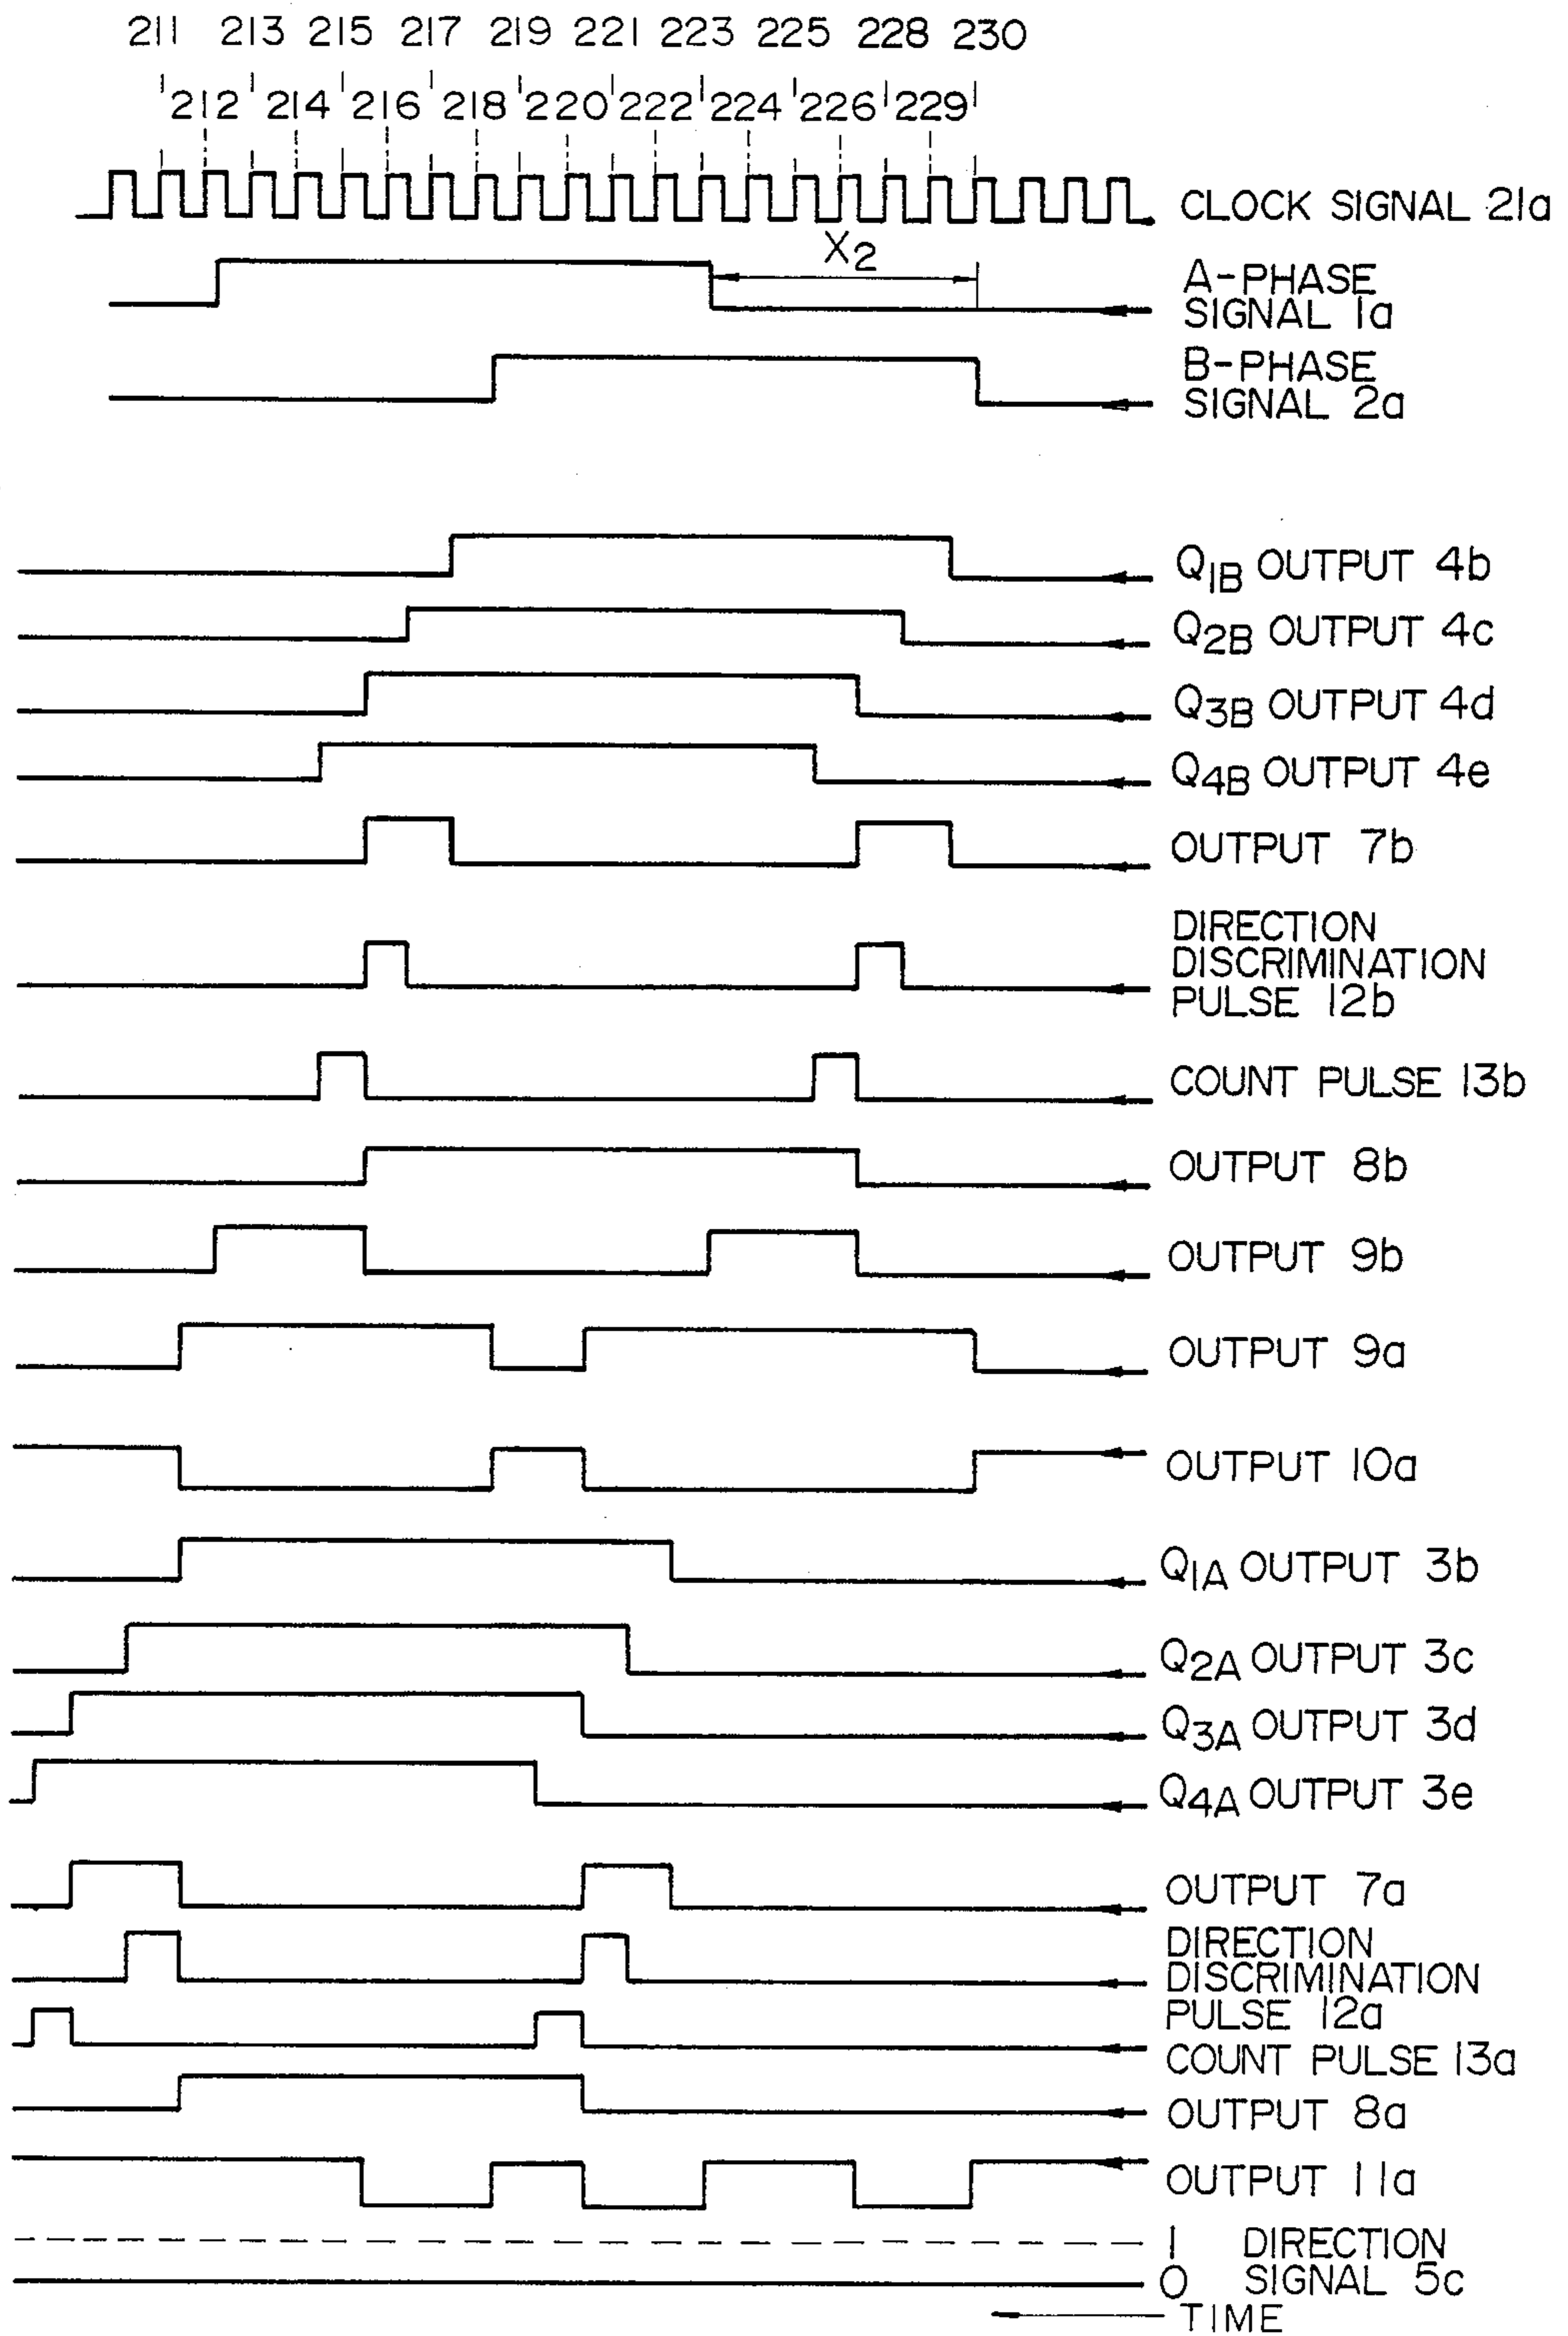 211 213 215 217 219 221 223 225 228 230
212 214 216 218 220 222 224 226 229
CLOCK SIGNAL 21a
X2
A-PHASE
SIGNAL 1a
B-PHASE
SIGNAL 2a
Q1B OUTPUT 4b
Q2B OUTPUT 4c
Q3B OUTPUT 4d
Q4B OUTPUT 4e
OUTPUT 7b
DIRECTION
DISCRIMINATION
PULSE 12b
COUNT PULSE 13b
OUTPUT 8b
OUTPUT 9b
OUTPUT 9a
OUTPUT 10a
Q1A OUTPUT 3b
Q2A OUTPUT 3c
Q3A OUTPUT 3d
Q4A OUTPUT 3e
OUTPUT 7a
DIRECTION
DISCRIMINATION
PULSE 12a
COUNT PULSE 13a
OUTPUT 8a
OUTPUT 11a
1 DIRECTION
0 SIGNAL 5c
TIME